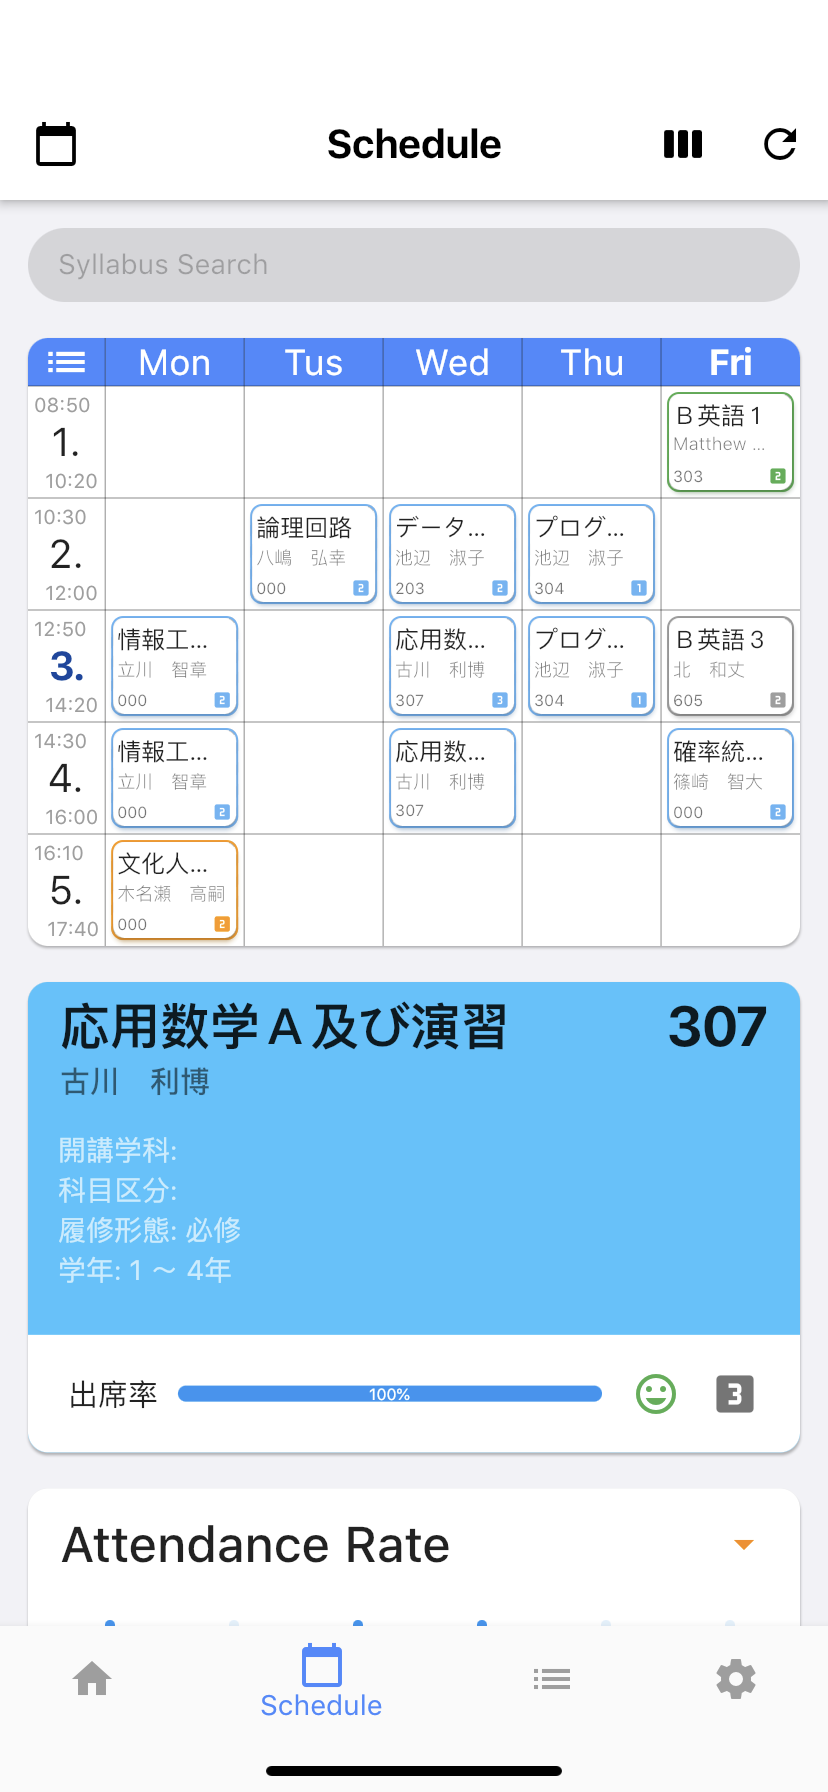 Schedule
Syllabus Search
Mon Tus Wed Thu Fri
08:50
1.
10:20
B英語1
Matthew ...
303 2
10:30
2.
12:00
論理回路
八嶋 弘幸
000 2
データ...
池辺 淑子
203 2
プログ...
池辺 淑子
304 1
12:50
3.
14:20
情報工...
立川 智章
000 2
応用数...
古川 利博
307 3
プログ...
池辺 淑子
304 1
B英語3
北 和丈
605 2
14:30
4.
16:00
情報工...
立川 智章
000 2
応用数...
古川 利博
307
確率統...
篠崎 智大
000 2
16:10
5.
17:40
文化人...
木名瀬 高嗣
000 2
応用数学A及び演習 307
古川 利博
開講学科:
科目区分:
履修形態: 必修
学年: 1 ～ 4年
出席率 100% 3
Attendance Rate
Schedule